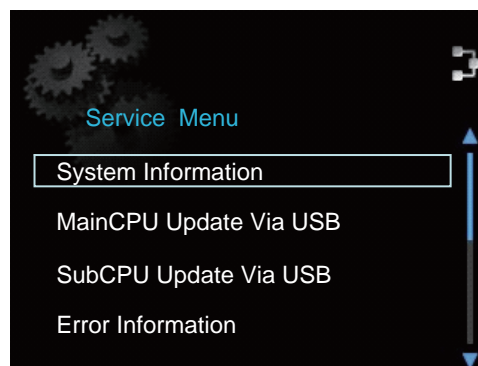 Service Menu
System Information
MainCPU Update Via USB
SubCPU Update Via USB
Error Information